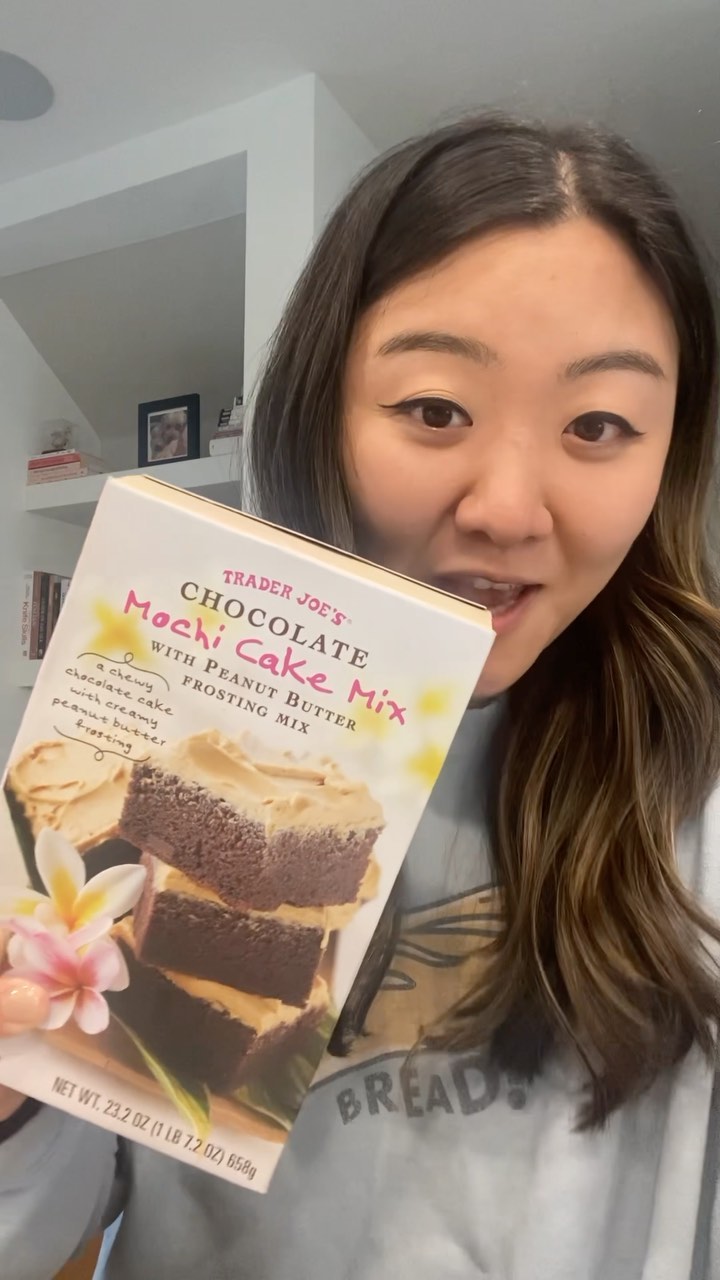 TRADER JOE'S®
CHOCOLATE
Mochi Cake Mix
WITH PEANUT BUTTER
FROSTING MIX
a chewy
chocolate cake
with creamy
peanut butter
frosting
NET WT. 23.2 OZ (1 LB 7.2 OZ) 658g
BREAD?